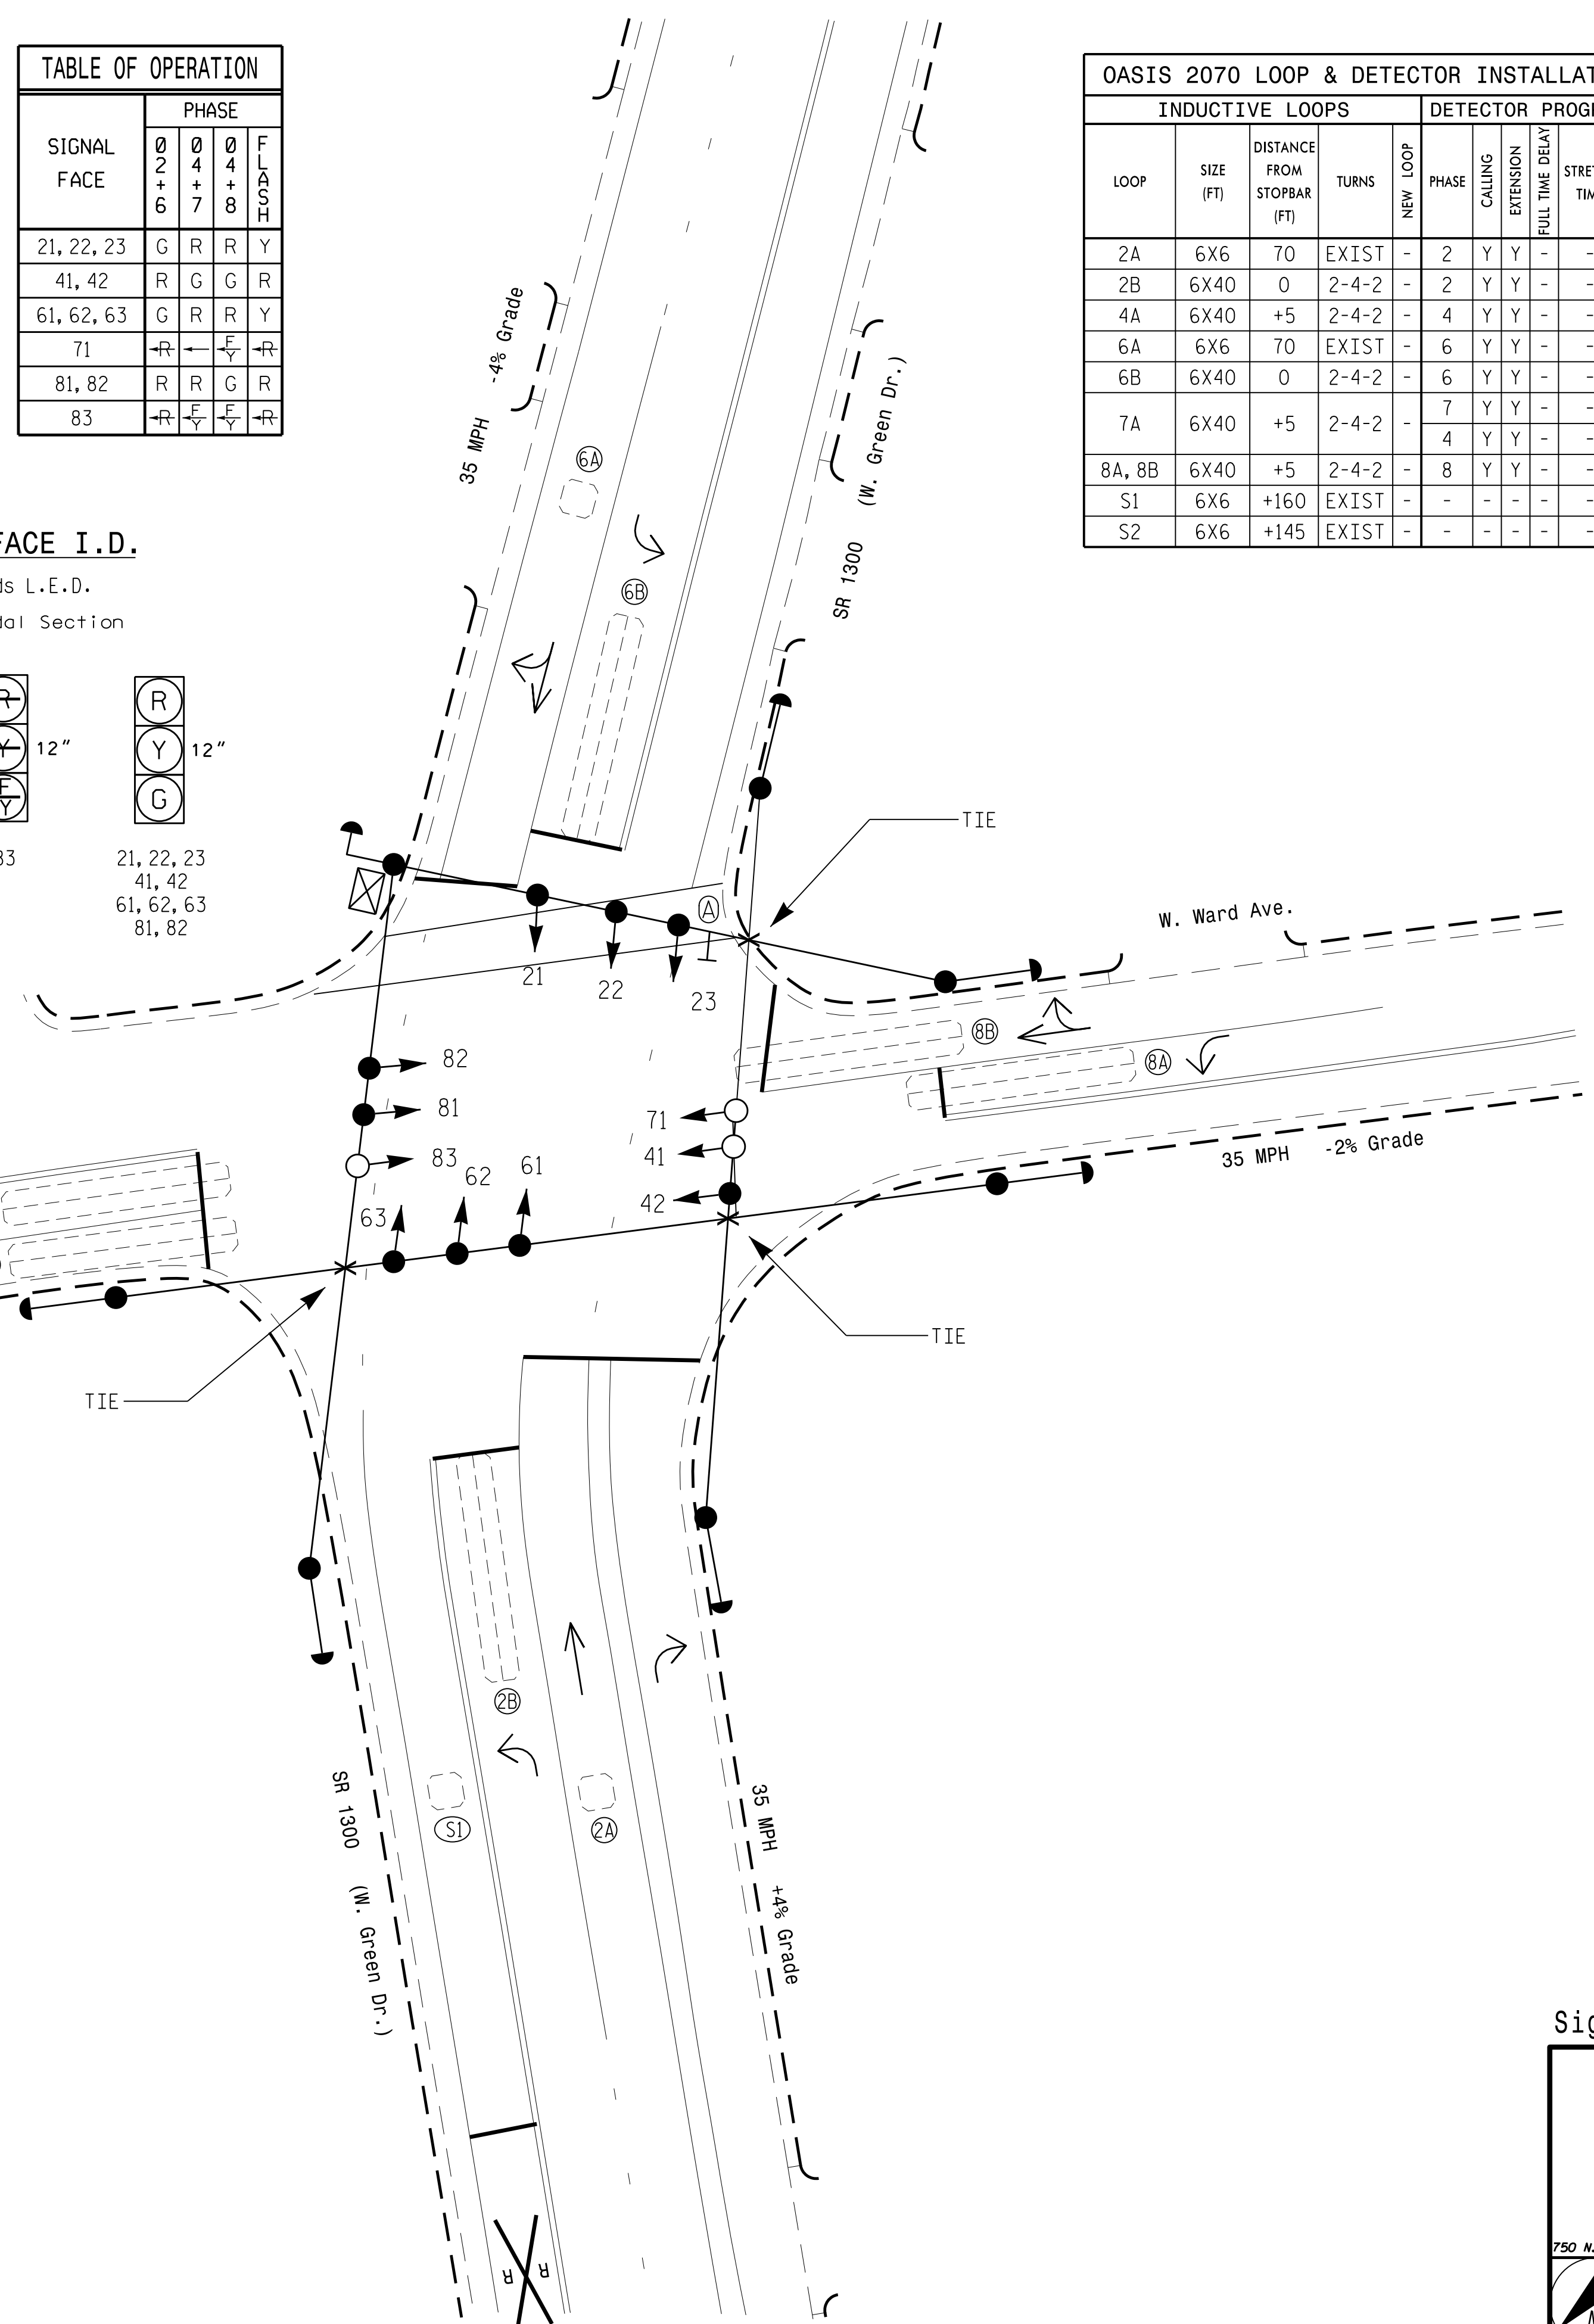 TABLE OF OPERATION
SIGNAL FACE PHASE
Ø2+6 Ø4+7 Ø4+8 FLASH
21, 22, 23 G R R Y
41, 42 R G G R
61, 62, 63 G R R Y
71 R F Y R
81, 82 R R G R
83 R F Y F Y R
FACE I.D.
L.E.D.
Section
R
Y 12"
F Y
R
Y 12"
G
21, 22, 23
41, 42
61, 62, 63
81, 82
OASIS 2070 LOOP & DETECTOR
INDUCTIVE LOOPS DETECTOR
LOOP SIZE (FT) DISTANCE FROM STOPBAR (FT) TURNS NEW LOOP PHASE CALLING EXTENSION FULL TIME DELAY
2A 6X6 70 EXIST - 2 Y Y - -
2B 6X40 0 2-4-2 - 2 Y Y - -
4A 6X40 +5 2-4-2 - 4 Y Y - -
6A 6X6 70 EXIST - 6 Y Y - -
6B 6X40 0 2-4-2 - 6 Y Y - -
7A 6X40 +5 2-4-2 - 7 Y Y - -
4 Y Y - -
8A, 8B 6X40 +5 2-4-2 - 8 Y Y - -
S1 6X6 +160 EXIST - - - - - -
S2 6X6 +145 EXIST - - - - - -
35 MPH -4% Grade
SR 1300 (W. Green Dr.)
6A
6B
TIE
W. Ward Ave.
A
21
22
23
8B
8A
82
81
83
71
41
42
35 MPH -2% Grade
63
62
61
TIE
TIE
2B
S1
2A
SR 1300 (W. Green Dr.)
35 MPH +4% Grade
R R
750 N.